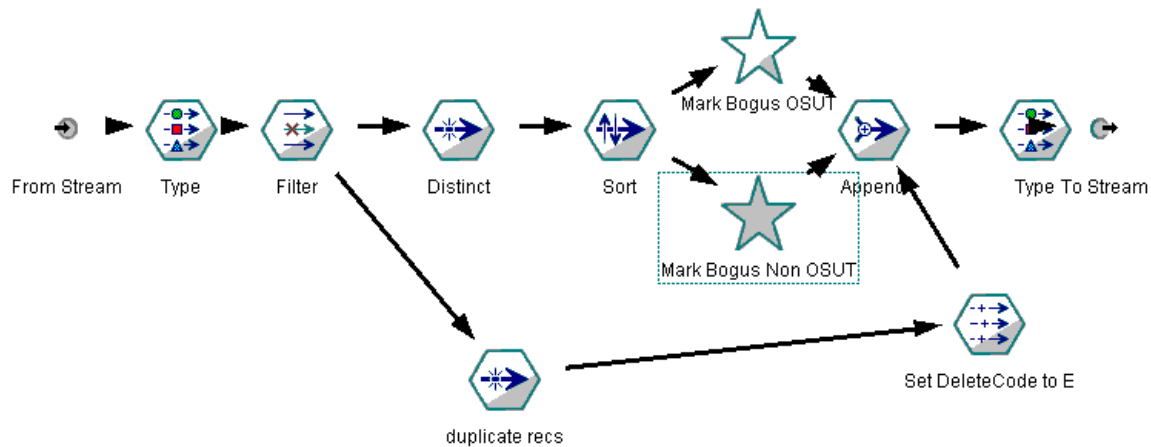 Mark Bogus OSUT
From Stream
Type
Filter
Distinct
Sort
Append
Type To Stream
Mark Bogus Non OSUT
Set DeleteCode to E
duplicate recs